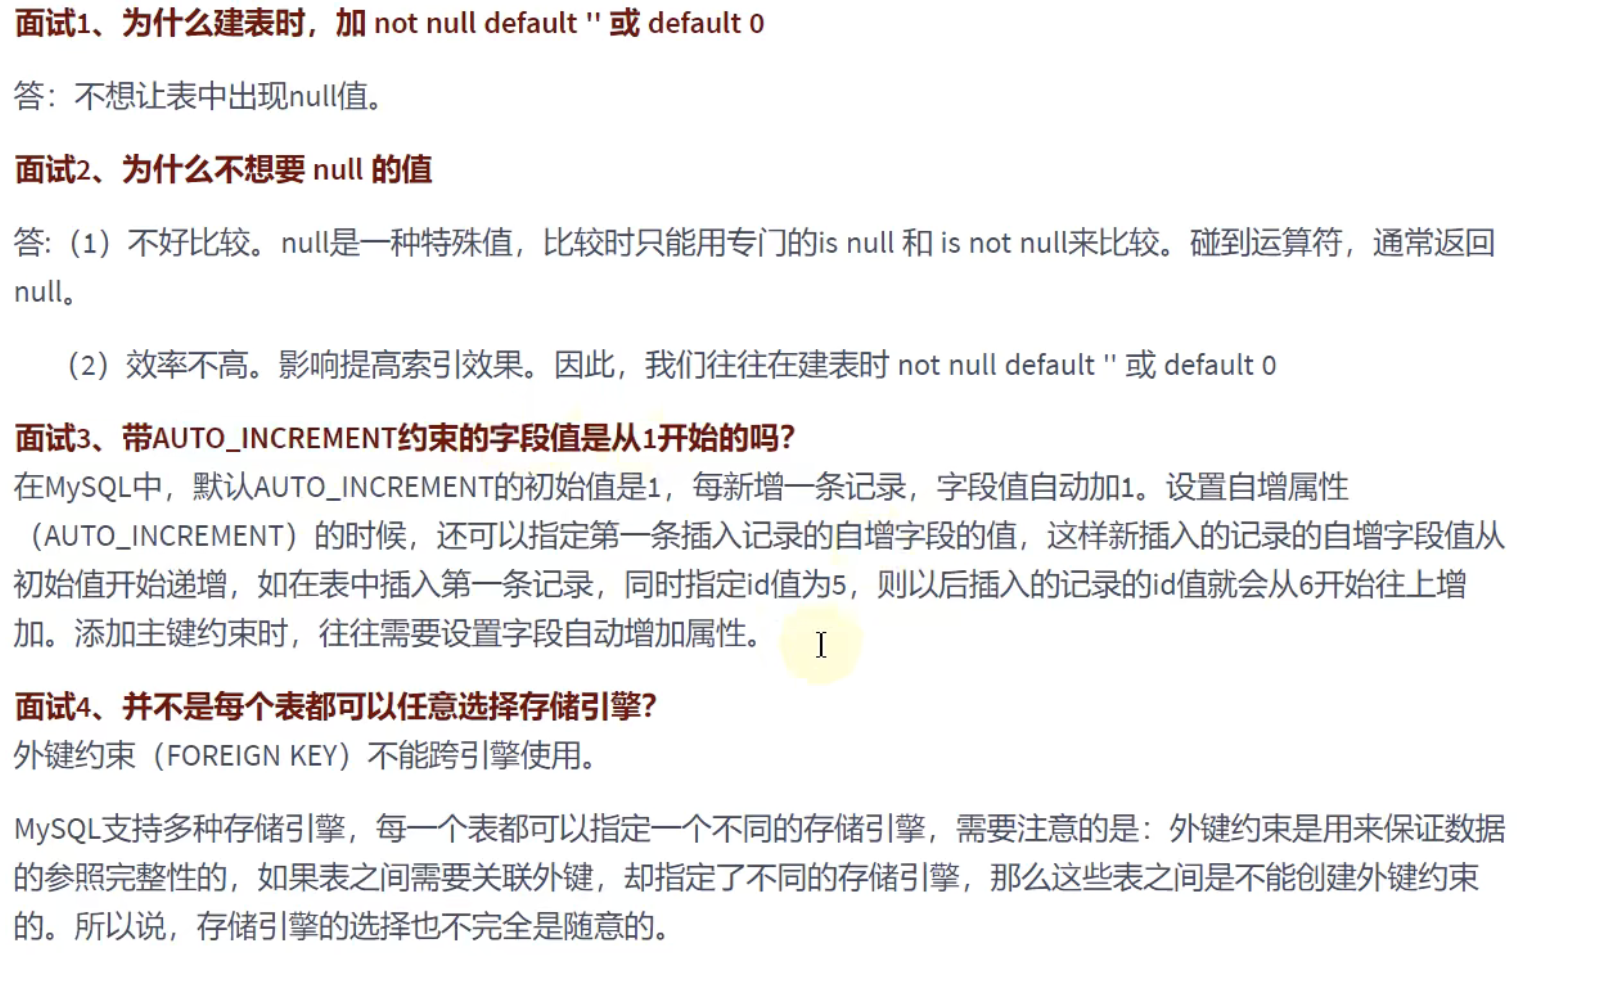 面试1、为什么建表时，加 not null default '' 或 default 0
答：不想让表中出现null值。
面试2、为什么不想要 null 的值
答:（1）不好比较。null是一种特殊值，比较时只能用专门的is null 和 is not null来比较。碰到运算符，通常返回
null。
（2）效率不高。影响提高索引效果。因此，我们往往在建表时 not null default '' 或 default 0
面试3、带AUTO_INCREMENT约束的字段值是从1开始的吗？
在MySQL中，默认AUTO_INCREMENT的初始值是1，每新增一条记录，字段值自动加1。设置自增属性
（AUTO_INCREMENT）的时候，还可以指定第一条插入记录的自增字段的值，这样新插入的记录的自增字段值从
初始值开始递增，如在表中插入第一条记录，同时指定id值为5，则以后插入的记录的id值就会从6开始往上增
加。添加主键约束时，往往需要设置字段自动增加属性。
面试4、并不是每个表都可以任意选择存储引擎？
外键约束（FOREIGN KEY）不能跨引擎使用。
MySQL支持多种存储引擎，每一个表都可以指定一个不同的存储引擎，需要注意的是：外键约束是用来保证数据
的参照完整性的，如果表之间需要关联外键，却指定了不同的存储引擎，那么这些表之间是不能创建外键约束
的。所以说，存储引擎的选择也不完全是随意的。